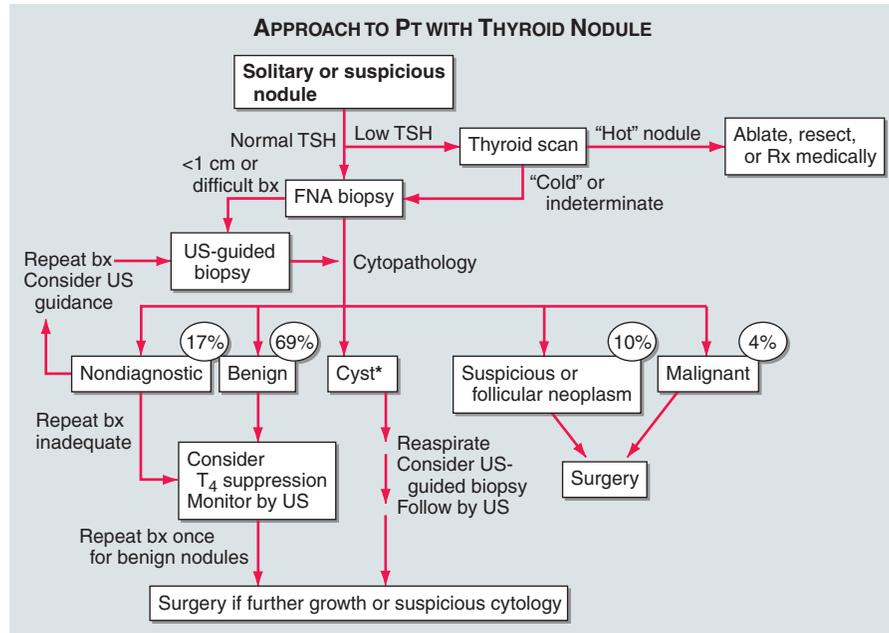 APPROACH TO PT WITH THYROID NODULE
Solitary or suspicious
nodule
Normal TSH
Low TSH
Thyroid scan
“Hot” nodule
Ablate, resect,
or Rx medically
<1 cm or
difficult bx
FNA biopsy
“Cold” or
indeterminate
Repeat bx
Consider US
guidance
US-guided
biopsy
Cytopathology
17%
69%
10%
4%
Nondiagnostic
Benign
Cyst*
Suspicious or
follicular neoplasm
Malignant
Repeat bx
inadequate
Consider
T4 suppression
Monitor by US
Reaspirate
Consider US-
guided biopsy
Follow by US
Surgery
Repeat bx once
for benign nodules
Surgery if further growth or suspicious cytology